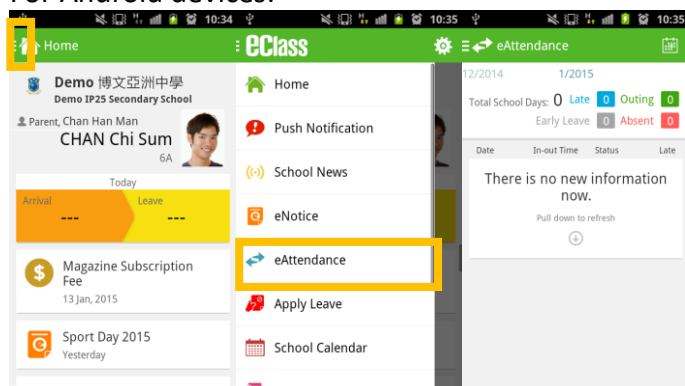 For Android devices:
10:34
10:35
10:35
Home
Demo 博文亞洲中學
Demo IP25 Secondary School
Parent, Chan Han Man
CHAN Chi Sum
6A
Today
Arrival
Leave
---
---
Magazine Subscription
Fee
13 Jan, 2015
Sport Day 2015
Yesterday
eClass
Home
Push Notification
School News
eNotice
eAttendance
Apply Leave
School Calendar
eAttendance
12/2014 1/2015
Total School Days: 0 Late 0 Outing 0
Early Leave 0 Absent 0
Date In-out Time Status Late
There is no new information
now.
Pull down to refresh